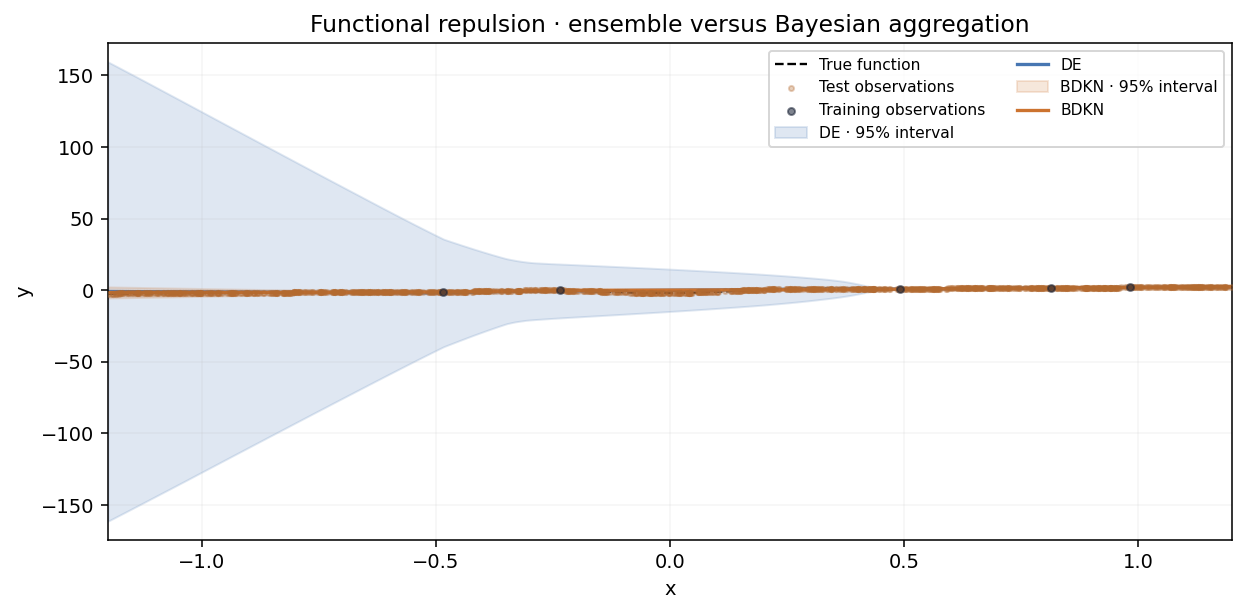 Functional repulsion · ensemble versus Bayesian aggregation
True function
Test observations
Training observations
DE · 95% interval
DE
BDKN · 95% interval
BDKN
150
100
50
0
−50
−100
−150
y
−1.0
−0.5
0.0
0.5
1.0
x